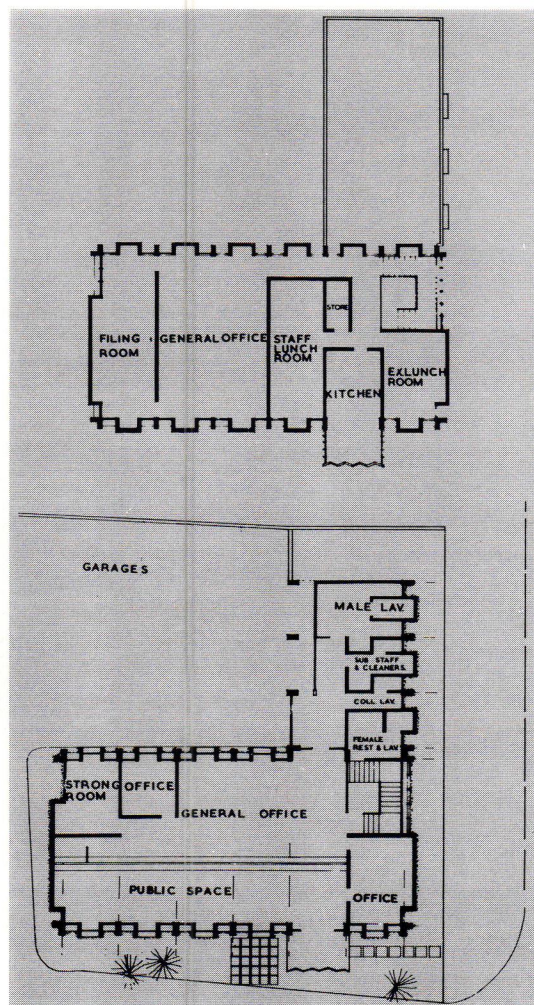 STORE
FILING
ROOM
GENERAL OFFICE
STAFF
LUNCH
ROOM
EX.LUNCH
ROOM
KITCHEN
GARAGES
MALE LAV.
SUB STAFF
& CLEANERS.
COLL LAV.
FEMALE
REST & LAV.
STRONG
ROOM
OFFICE
GENERAL OFFICE
PUBLIC SPACE
OFFICE